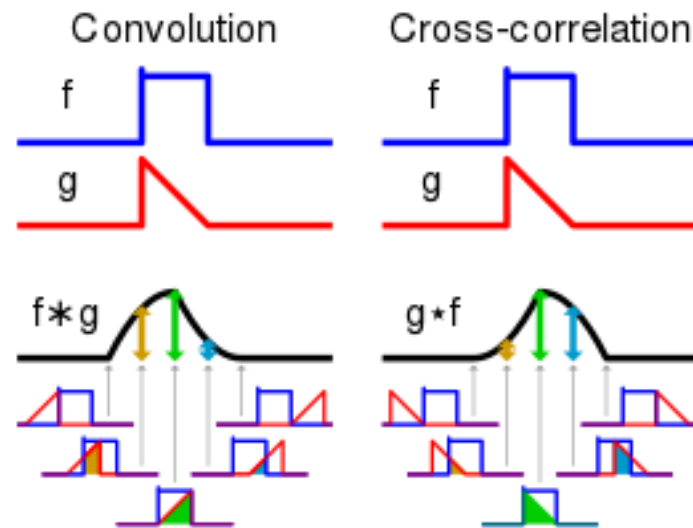 Convolution
Cross-correlation
f
f
g
g
f∗g
g⋆f